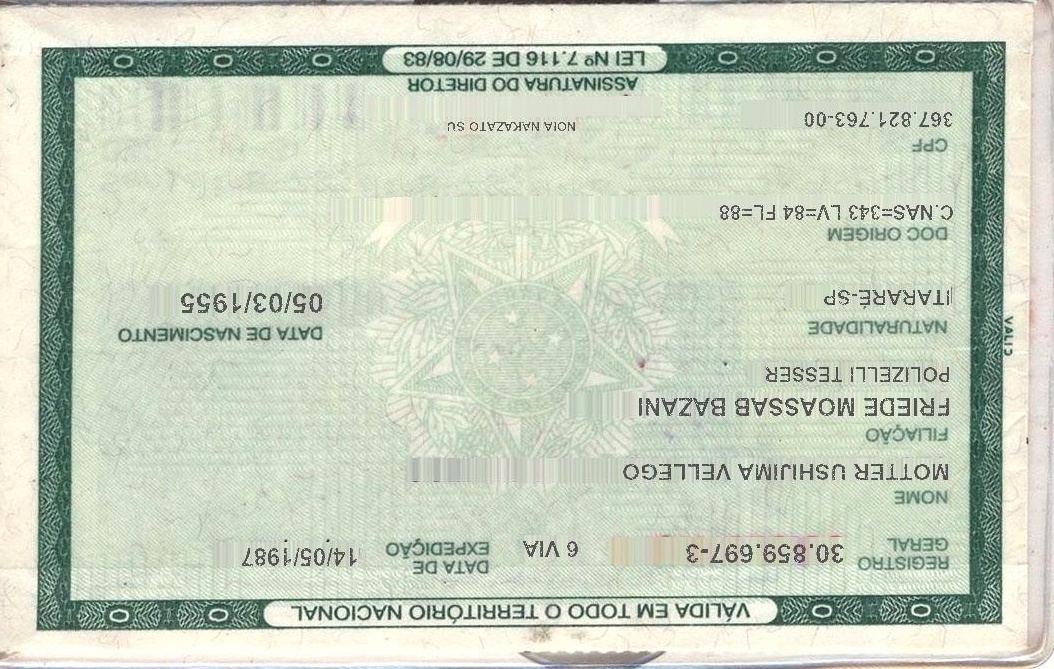 VÁLIDA EM TODO O TERRITÓRIO NACIONAL
REGISTRO GERAL 30.859.697-3 6 VIA DATA DE EXPEDIÇÃO 14/05/1987
NOME
MOTTER USHIJIMA VELLEGO
FILIAÇÃO
FRIEDE MOASSAB BAZANI
POLIZELLI TESSER
NATURALIDADE DATA DE NASCIMENTO
ITARARÉ-SP 05/03/1955
DOC ORIGEM
C.NAS=343 LV=84 FL=88
CPF
367.821.763-00
NOIA NAKAZATO SU
ASSINATURA DO DIRETOR
LEI Nº 7.116 DE 29/08/83